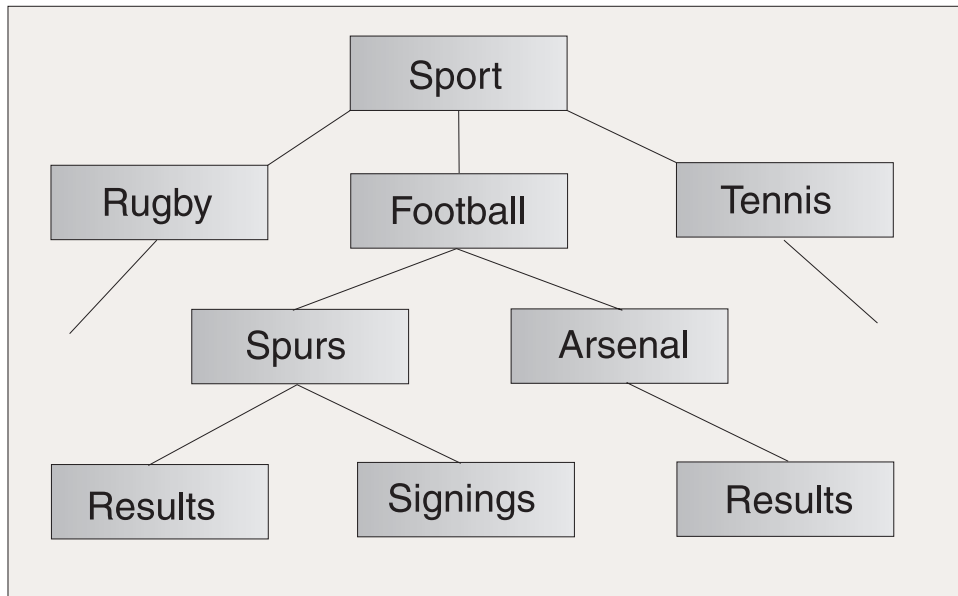 Sport
Rugby
Football
Tennis
Spurs
Arsenal
Results
Signings
Results